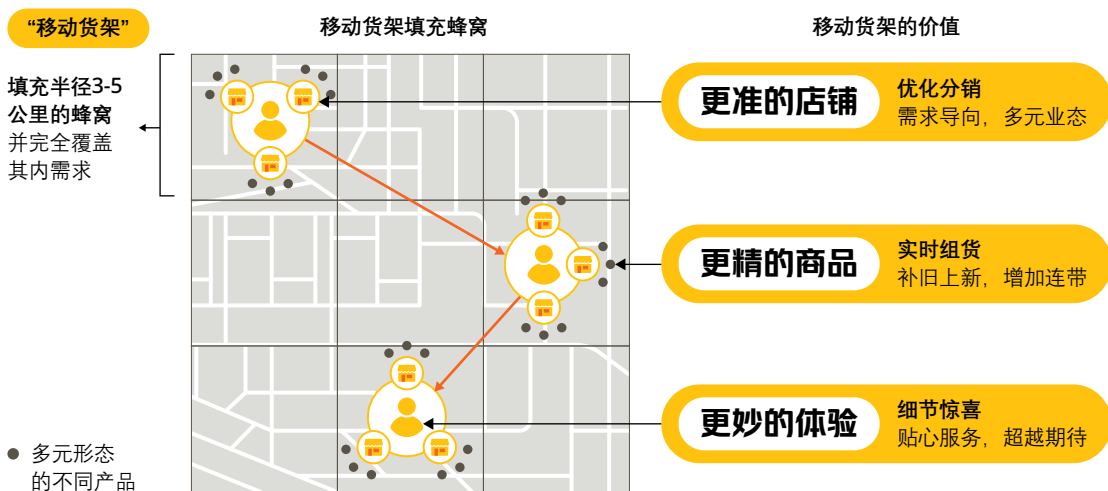 “移动货架”
移动货架填充蜂窝
移动货架的价值
填充半径3-5
公里的蜂窝
并完全覆盖
其内需求
更准的店铺
优化分销
需求导向，多元业态
更精的商品
实时组货
补旧上新，增加连带
更妙的体验
细节惊喜
贴心服务，超越期待
多元形态
的不同产品